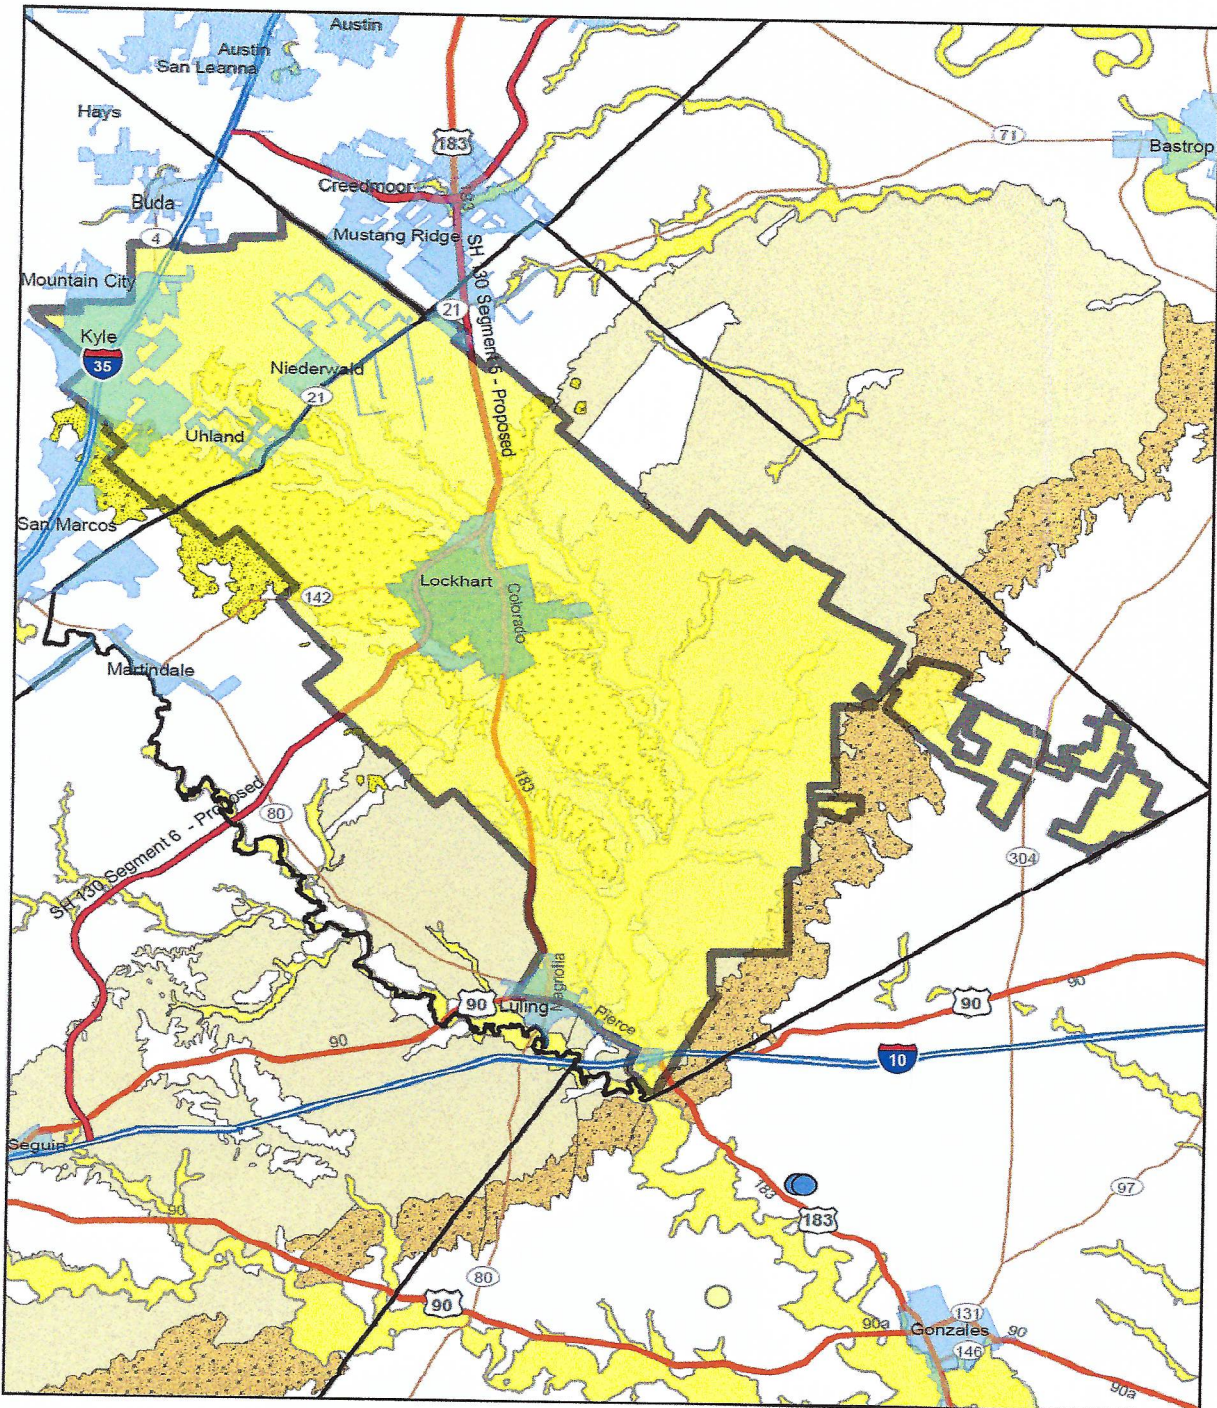 Austin
Austin
San Leanna
Hays
183
71
Bastrop
Creedmoor
183
Buda
4
Mustang Ridge
SH 130 Segment 5 - Proposed
Mountain City
21
Kyle
35
Niederwald
21
Uhland
San Marcos
Lockhart
Colorado
142
Martindale
183
SH 130 Segment 6 - Proposed
80
304
Magnolia
90
Luling
Pierce
90
90
90
10
Seguin
183
97
90
183
80
90
131
90a
Gonzales
90
146
90a